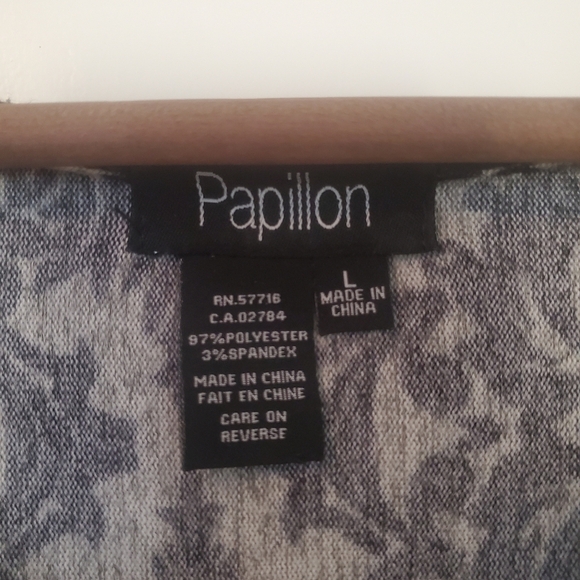 Papillon
L
MADE IN
CHINA
RN.57716
C.A.02784
97%POLYESTER
3%SPANDEX
MADE IN CHINA
FAIT EN CHINE
CARE ON
REVERSE